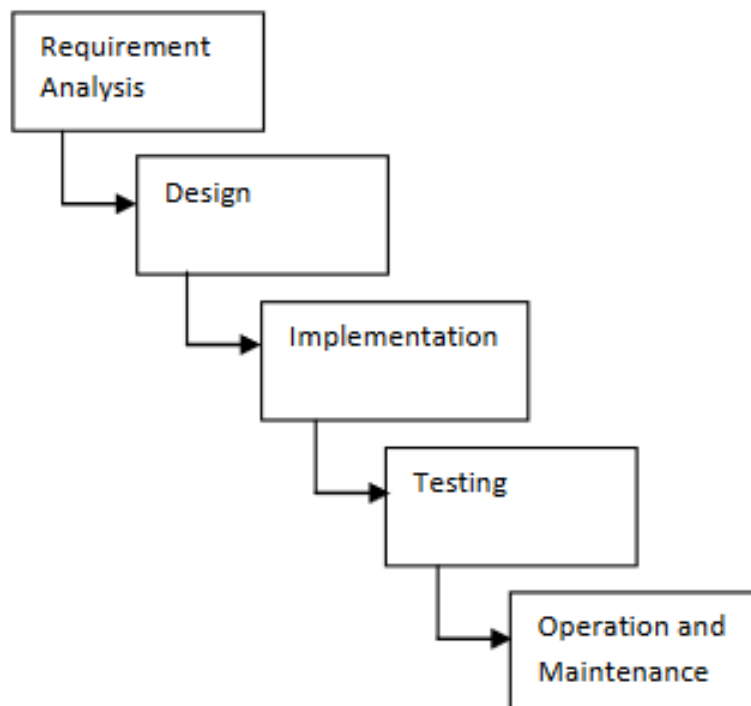 Requirement
Analysis
Design
Implementation
Testing
Operation and
Maintenance